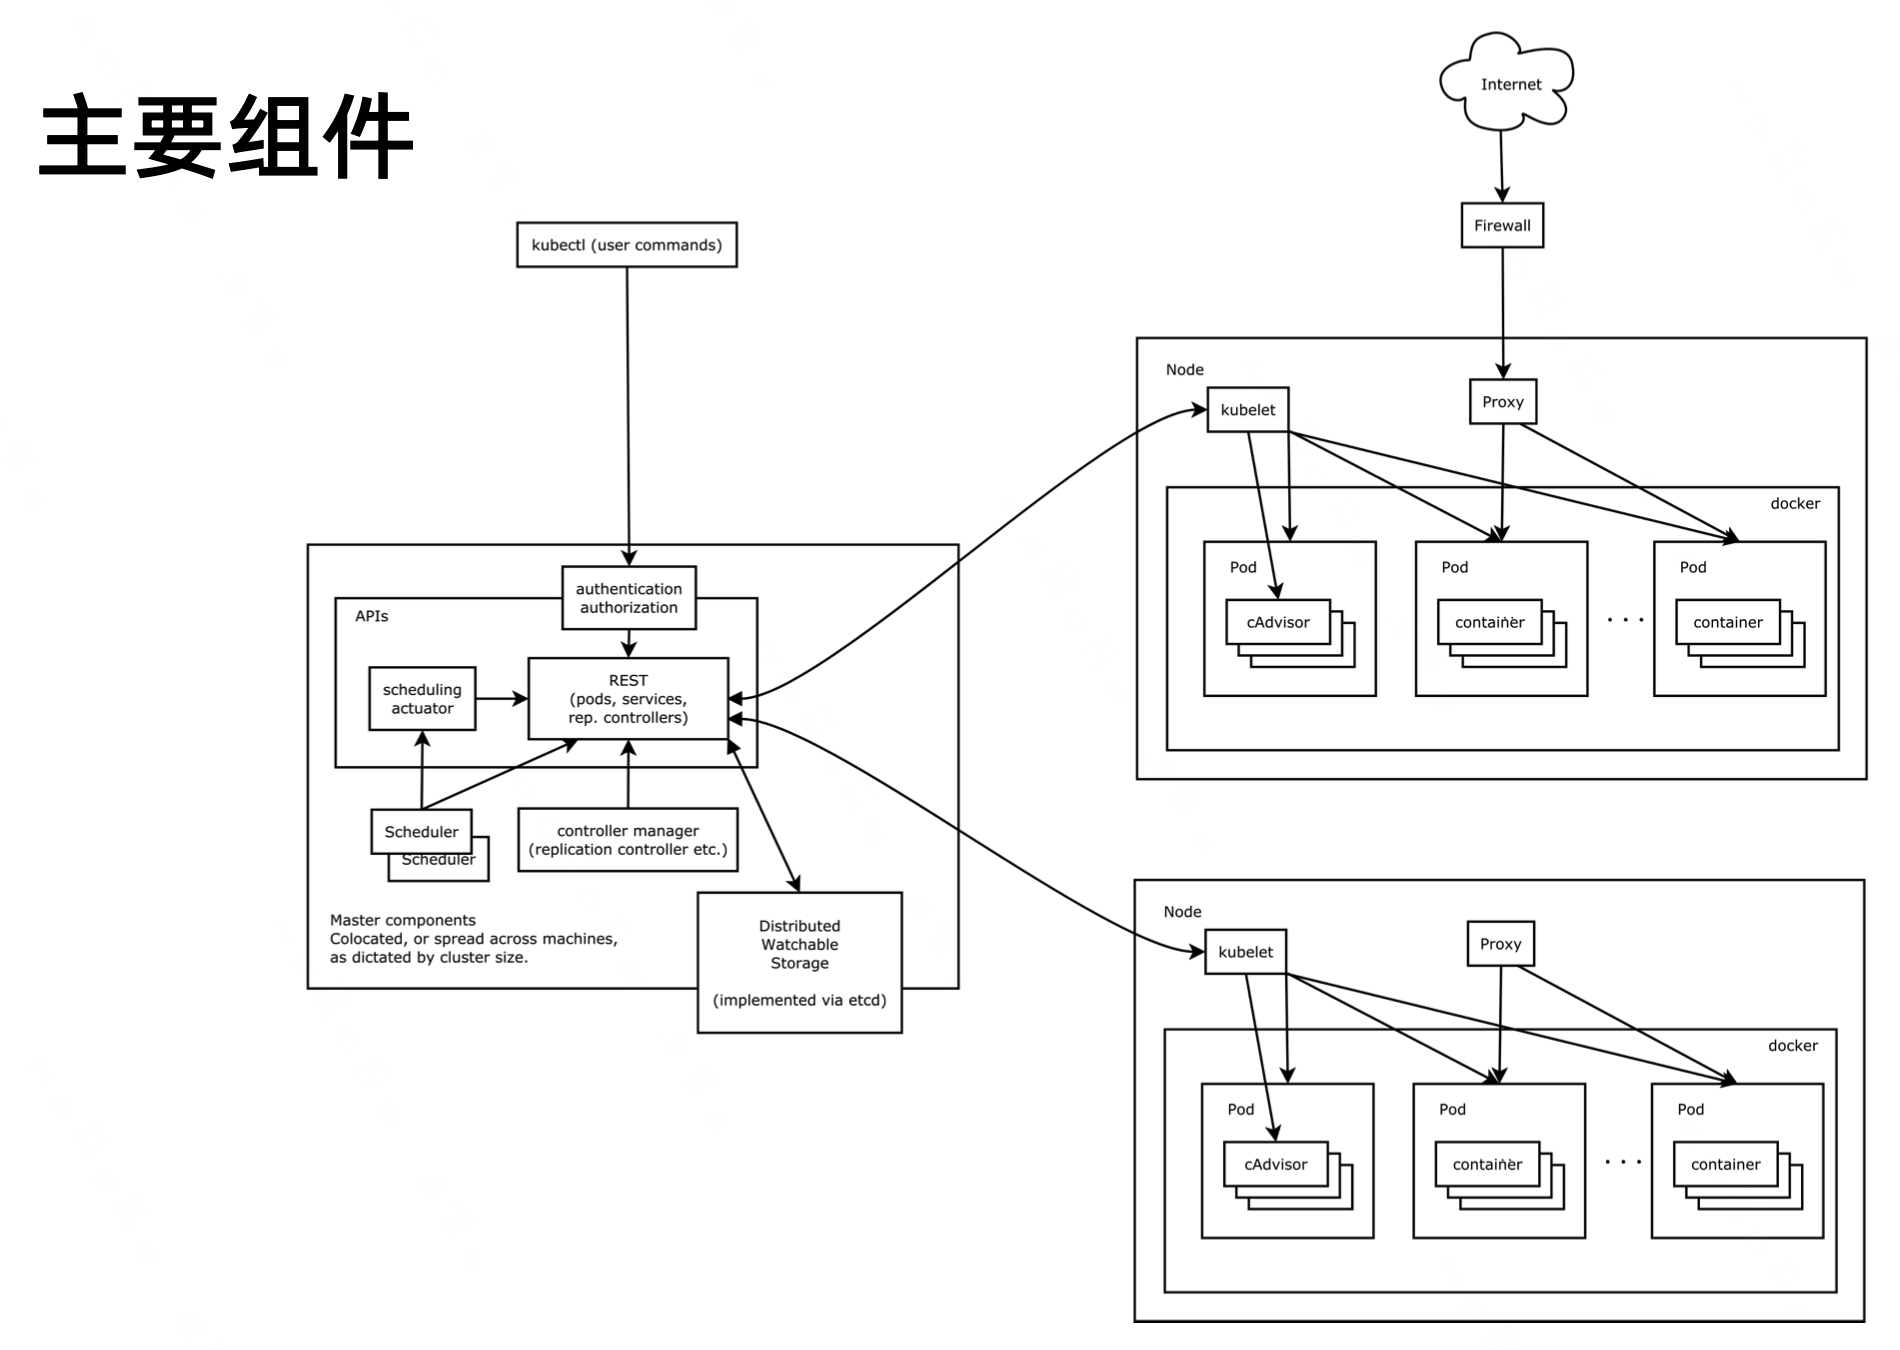 主要组件
kubectl (user commands)
authentication
authorization
APIs
scheduling
actuator
REST
(pods, services,
rep. controllers)
Scheduler
Scheduler
controller manager
(replication controller etc.)
Master components
Colocated, or spread across machines,
as dictated by cluster size.
Distributed
Watchable
Storage
(implemented via etcd)
Internet
Firewall
Node
kubelet
Proxy
docker
Pod
cAdvisor
Pod
container
. . .
Pod
container
Node
kubelet
Proxy
docker
Pod
cAdvisor
Pod
container
. . .
Pod
container